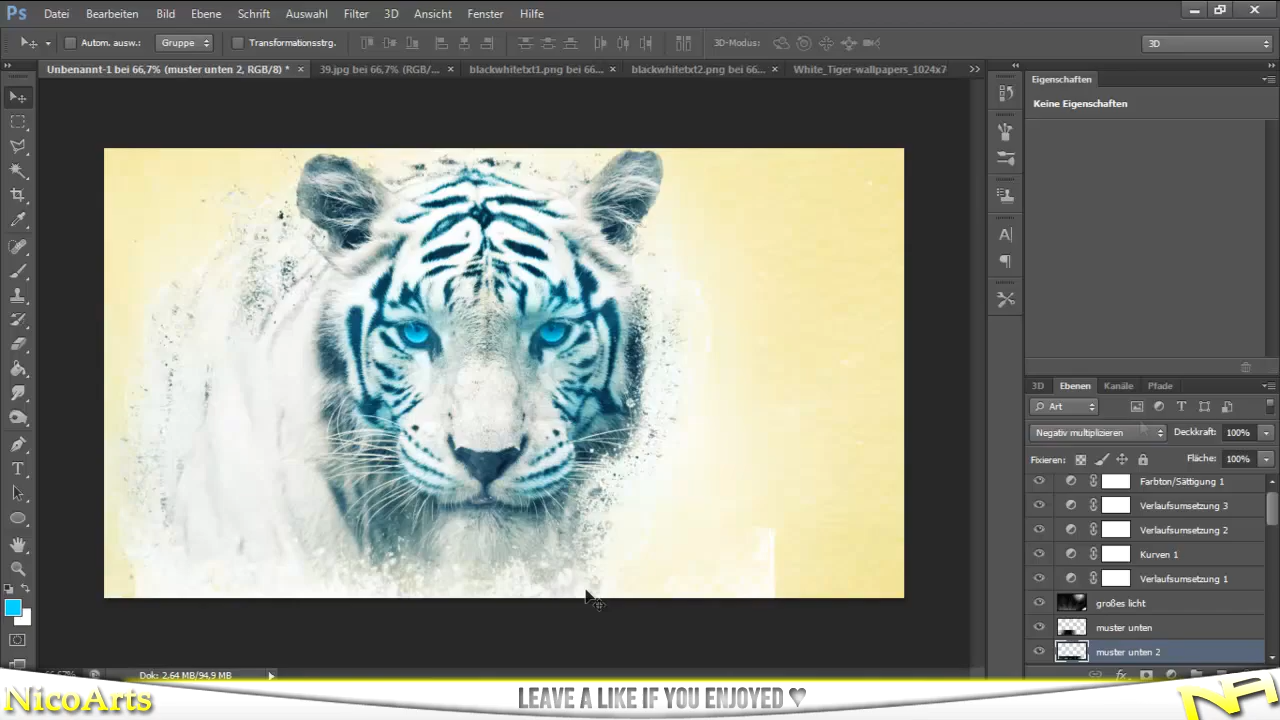 Ps Datei Bearbeiten Bild Ebene Schrift Auswahl Filter 3D Ansicht Fenster Hilfe
Autom. ausw.: Gruppe Transformationsstrg. 3D-Modus: 3D
Unbenannt-1 bei 66,7% (muster unten 2, RGB/8) * × 39.jpg bei 66,7% (RGB/... × blackwhitetxt1.png bei 66... × blackwhitetxt2.png bei 66... × White_Tiger-wallpapers_1024x7
Eigenschaften
Keine Eigenschaften
3D Ebenen Kanäle Pfade
Art
Negativ multiplizieren Deckkraft: 100%
Fixieren: Fläche: 100%
Farbton/Sättigung 1
Verlaufsumsetzung 3
Verlaufsumsetzung 2
Kurven 1
Verlaufsumsetzung 1
großes licht
muster unten
muster unten 2
Dok: 2,64 MB/94,9 MB
NicoArts LEAVE A LIKE IF YOU ENJOYED ♥ NA